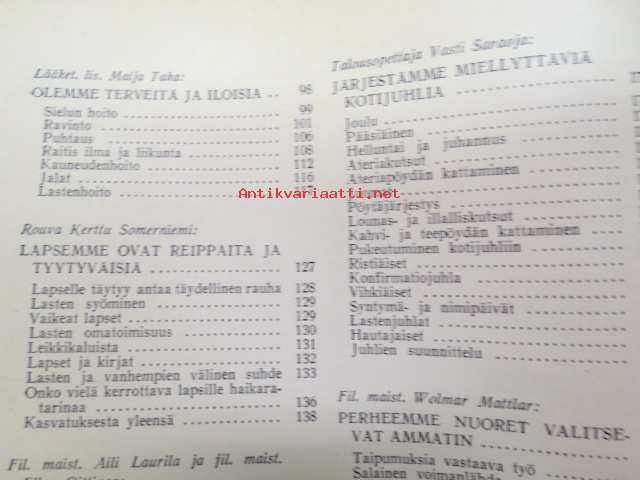 Lääket. lis. Maija Taka:
OLEMME TERVEITÄ JA ILOISIA .. 98
Sielun hoito 99
Ravinto 101
Puhtaus 106
Raitis ilma ja liikunta 108
Kauneudenhoito 112
Jalat 116
Lastenhoito
Rouva Kerttu Somerniemi:
LAPSEMME OVAT REIPPAITA JA
TYYTYVÄISIÄ 127
Lapselle täytyy antaa täydellinen rauha 128
Lasten syöminen 129
Vaikeat lapset 129
Lasten omatoimisuus 130
Leikkikaluista 131
Lapset ja kirjat 132
Lasten ja vanhempien välinen suhde 133
Onko vielä kerrottava lapsille haikara-
tarinaa 136
Kasvatuksesta yleensä 138
Fil. maist. Aili Laurila ja fil. maist.
Talousopettaja Vasti Saraoja:
JÄRJESTÄMME MIELLYTTÄVIÄ
KOTIJUHLIA
Joulu
Pääsiäinen
Helluntai ja juhannus
Ateriakutsut
Ateriapöydän kattaminen
Antikvariaatti.net
Pöytäjärjestys
Lounas- ja illalliskutsut
Kahvi- ja teepöydän kattaminen
Pukeutuminen kotijuhliin
Ristiäiset
Konfirmatiojuhla
Vihkiäiset
Syntymä- ja nimipäivät
Lastenjuhlat
Hautajaiset
Juhlien suunnittelu
Fil. maist. Wolmar Mattlar:
PERHEEMME NUORET VALITSE-
VAT AMMATIN
Taipumuksia vastaava työ
Salainen voimanlähde